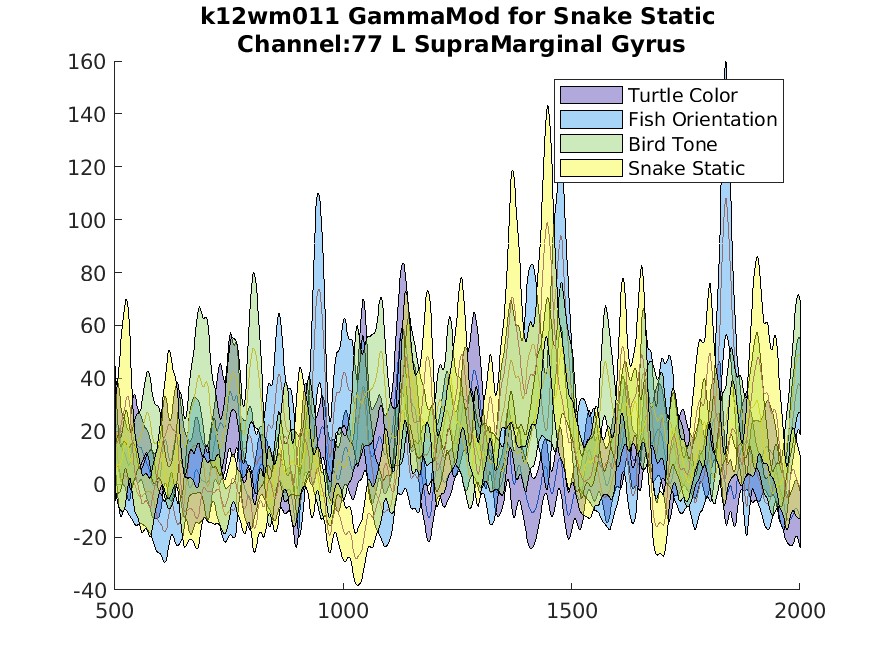 k12wm011 GammaMod for Snake Static
Channel:77 L SupraMarginal Gyrus
160
140
120
100
80
60
40
20
0
-20
-40
500
1000
1500
2000
Turtle Color
Fish Orientation
Bird Tone
Snake Static